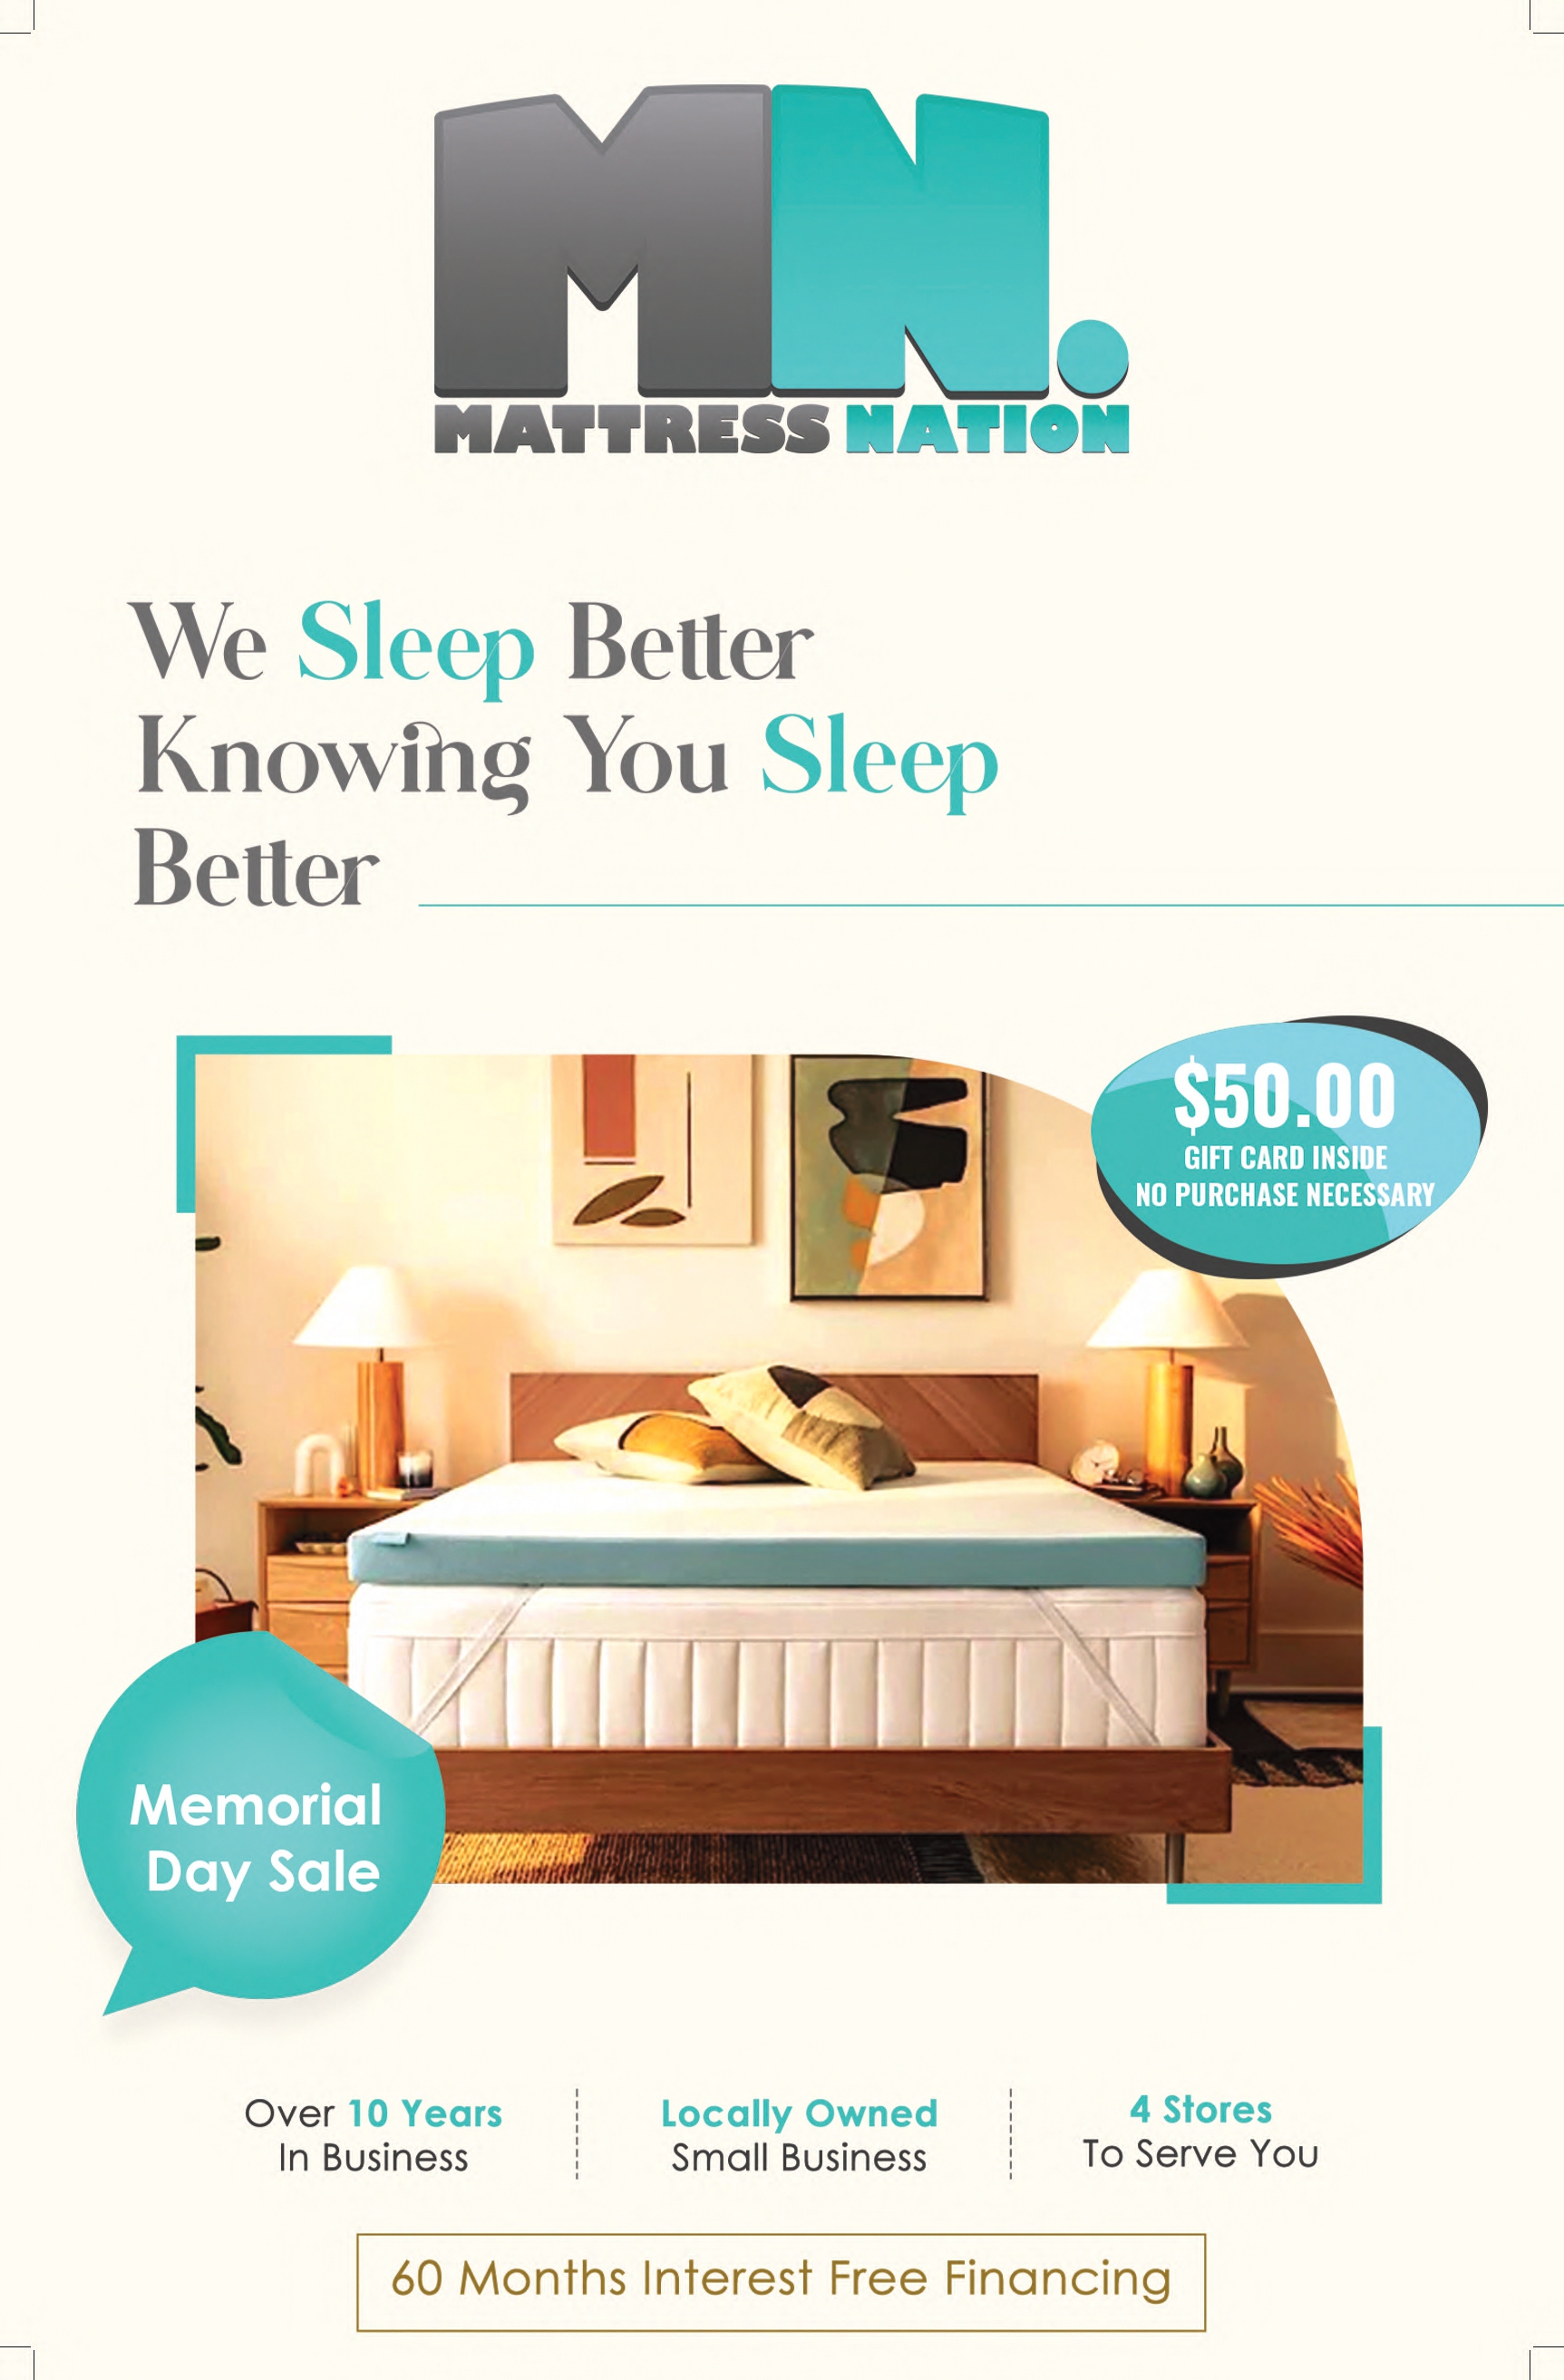 MN.
MATTRESS NATION
We Sleep Better
Knowing You Sleep
Better
$50.00
GIFT CARD INSIDE
NO PURCHASE NECESSARY
Memorial
Day Sale
Over 10 Years
In Business
Locally Owned
Small Business
4 Stores
To Serve You
60 Months Interest Free Financing